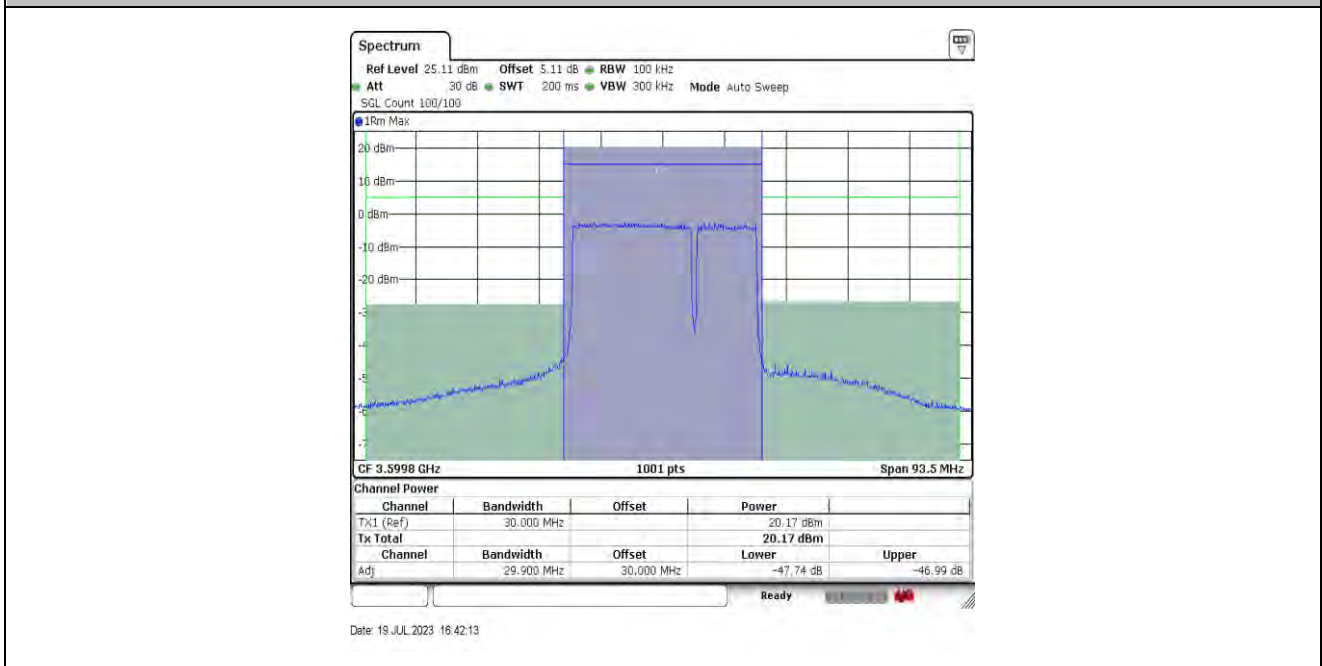 Spectrum
Ref Level 25.11 dBm Offset 5.11 dB RBW 100 kHz
Att 30 dB SWT 200 ms VBW 300 kHz Mode Auto Sweep
SGL Count 100/100
1Rm Max
20 dBm
10 dBm
0 dBm
-10 dBm
-20 dBm
CF 3.5998 GHz 1001 pts Span 93.5 MHz
Channel Power
Channel Bandwidth Offset Power
TX1 (Ref) 30.000 MHz 20.17 dBm
Tx Total 20.17 dBm
Channel Bandwidth Offset Lower Upper
Adj 29.900 MHz 30.000 MHz -47.74 dB -46.99 dB
Ready
Date: 19.JUL.2023 16:42:13